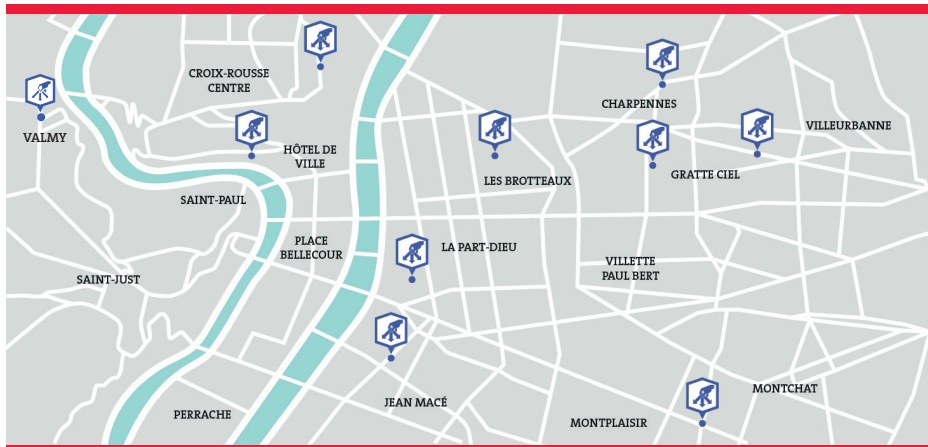 CROIX-ROUSSE
CENTRE
CHARPENNES
VALMY
VILLEURBANNE
HÔTEL DE
VILLE
LES BROTTEAUX
GRATTE CIEL
SAINT-PAUL
PLACE
BELLECOUR
LA PART-DIEU
VILLETTE
PAUL BERT
SAINT-JUST
MONTCHAT
JEAN MACÉ
PERRACHE
MONTPLAISIR